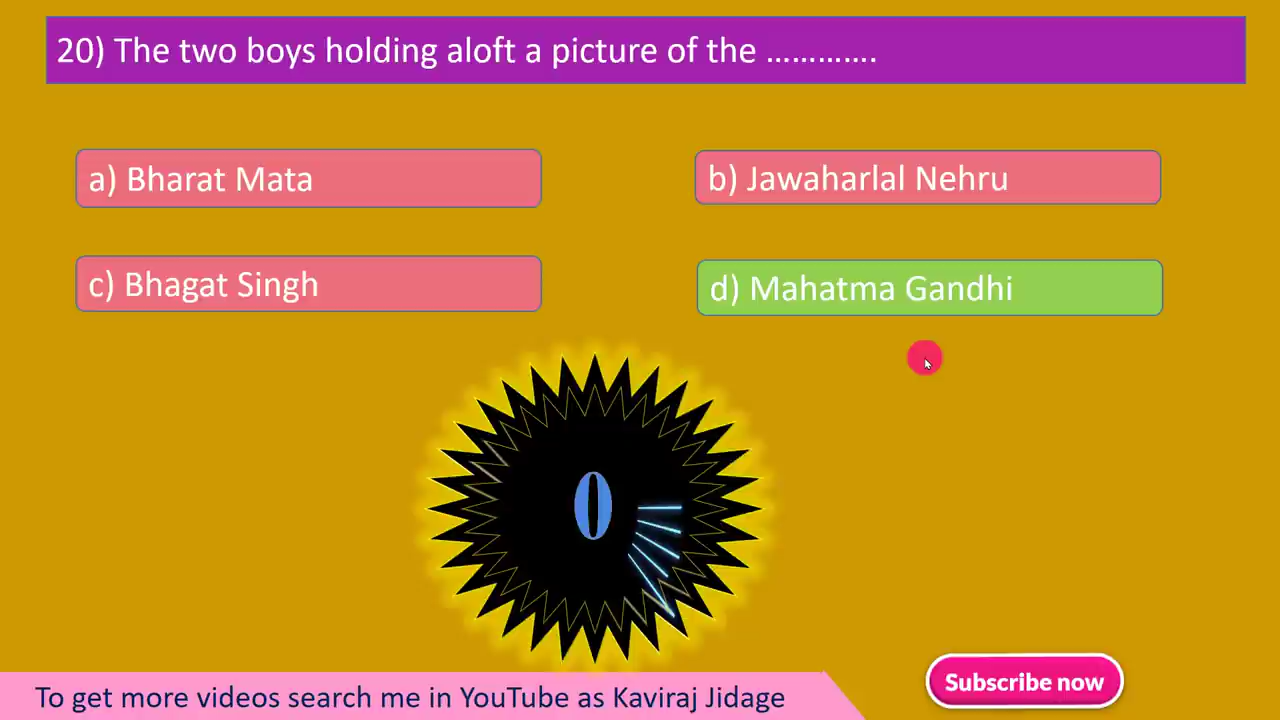 20) The two boys holding aloft a picture of the ………….
a) Bharat Mata
b) Jawaharlal Nehru
c) Bhagat Singh
d) Mahatma Gandhi
0
To get more videos search me in YouTube as Kaviraj Jidage
Subscribe now